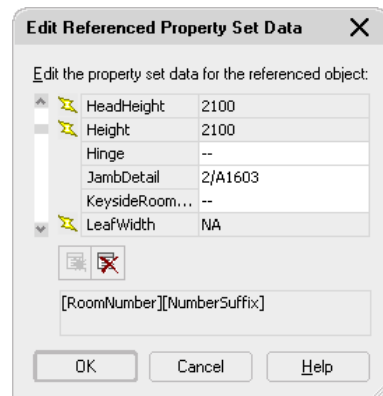 Edit Referenced Property Set Data
Edit the property set data for the referenced object:
HeadHeight 2100
Height 2100
Hinge --
JambDetail 2/A1603
KeysideRoom... --
LeafWidth NA
[RoomNumber][NumberSuffix]
OK Cancel Help